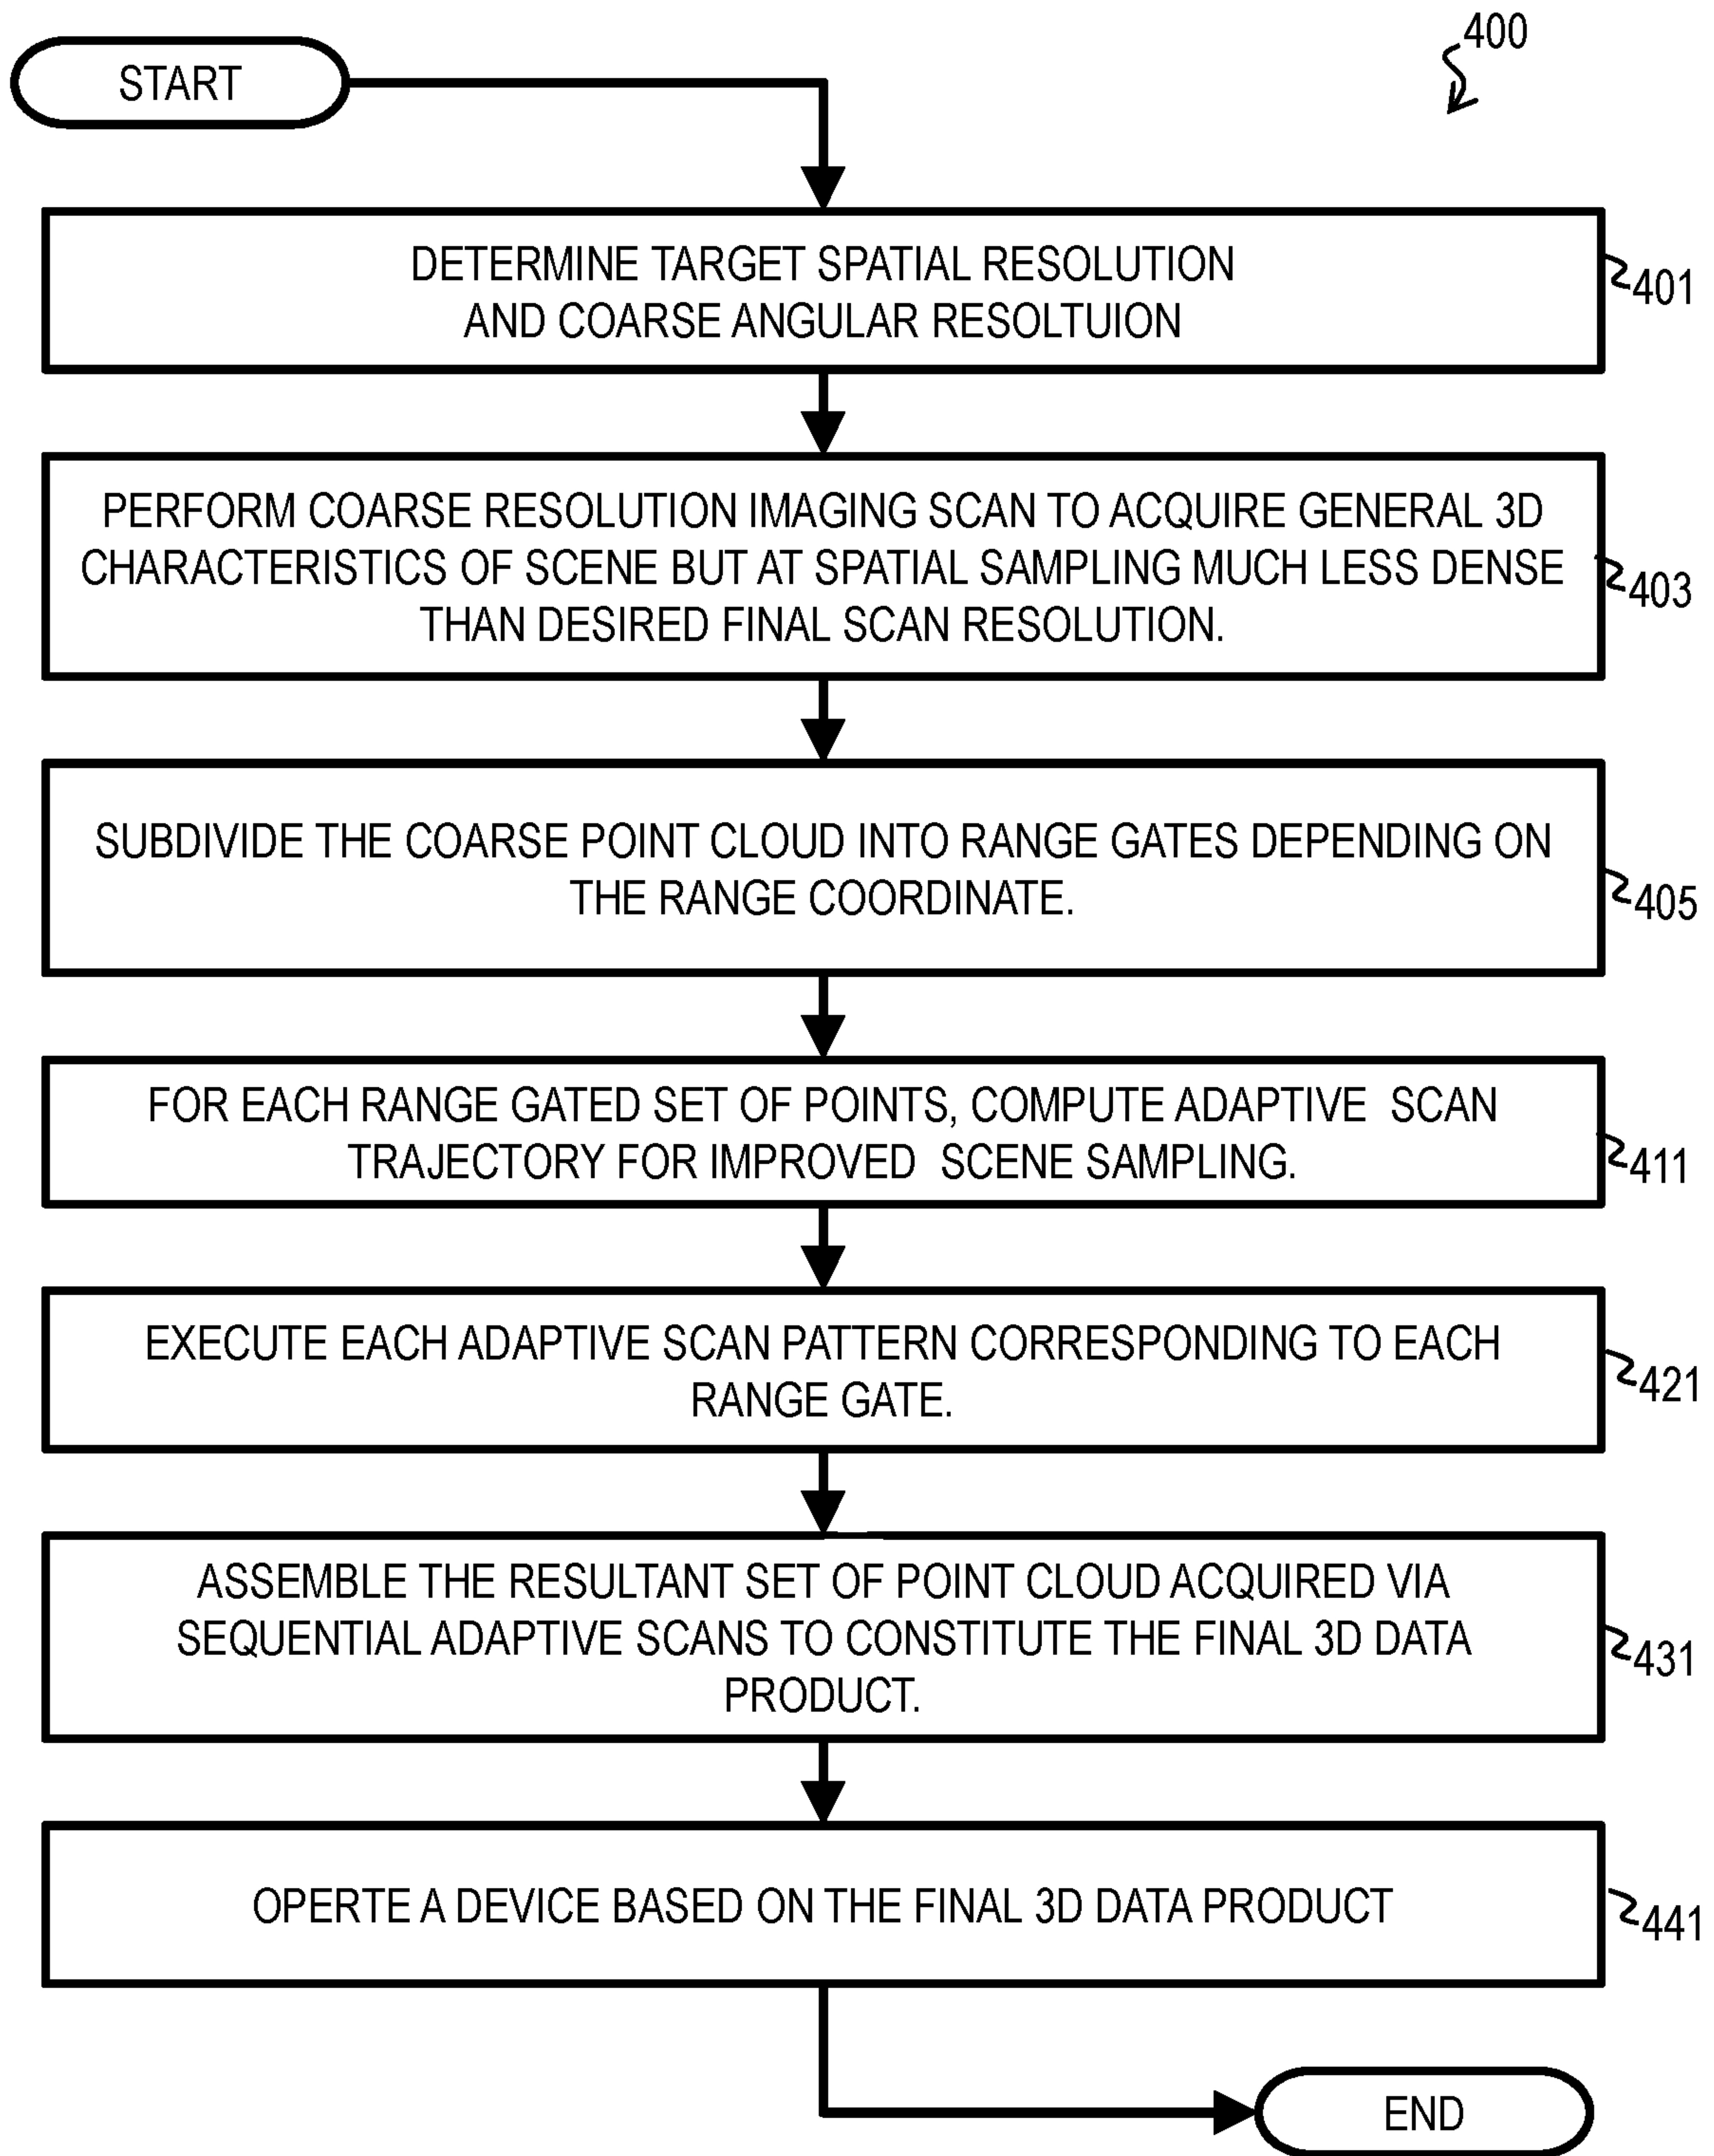 400
START
DETERMINE TARGET SPATIAL RESOLUTION
AND COARSE ANGULAR RESOLTUION
401
PERFORM COARSE RESOLUTION IMAGING SCAN TO ACQUIRE GENERAL 3D
CHARACTERISTICS OF SCENE BUT AT SPATIAL SAMPLING MUCH LESS DENSE
THAN DESIRED FINAL SCAN RESOLUTION.
403
SUBDIVIDE THE COARSE POINT CLOUD INTO RANGE GATES DEPENDING ON
THE RANGE COORDINATE.
405
FOR EACH RANGE GATED SET OF POINTS, COMPUTE ADAPTIVE SCAN
TRAJECTORY FOR IMPROVED SCENE SAMPLING.
411
EXECUTE EACH ADAPTIVE SCAN PATTERN CORRESPONDING TO EACH
RANGE GATE.
421
ASSEMBLE THE RESULTANT SET OF POINT CLOUD ACQUIRED VIA
SEQUENTIAL ADAPTIVE SCANS TO CONSTITUTE THE FINAL 3D DATA
PRODUCT.
431
OPERTE A DEVICE BASED ON THE FINAL 3D DATA PRODUCT
441
END